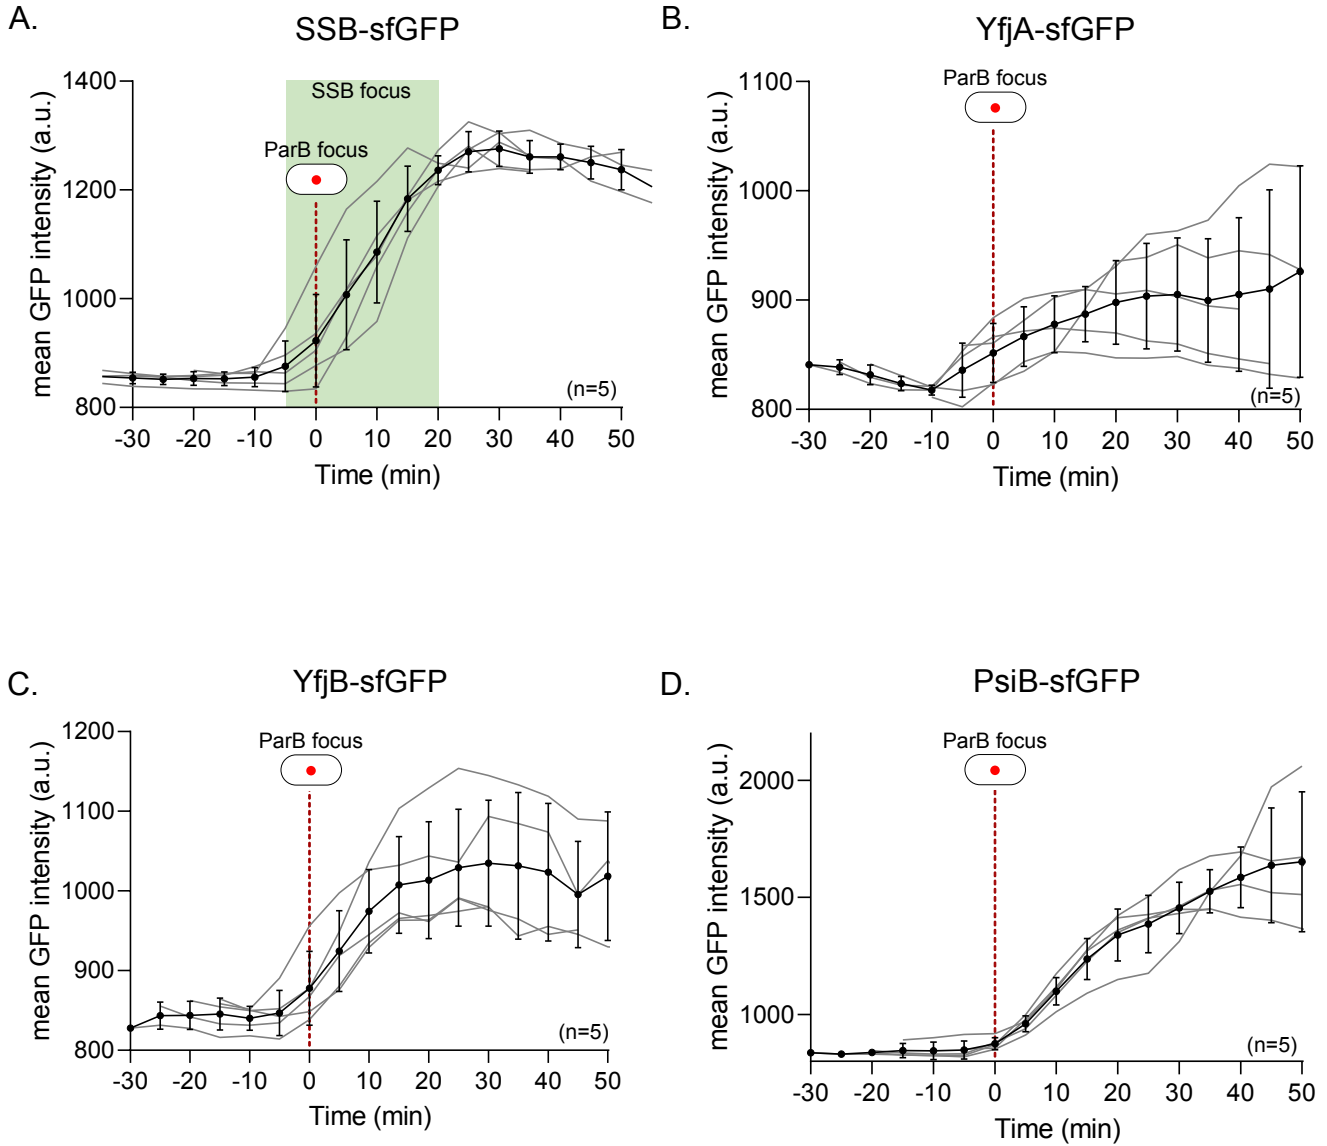 A.
SSB-sfGFP
mean GFP intensity (a.u.)
1400
1200
1000
800
SSB focus
ParB focus
(n=5)
-30 -20 -10 0 10 20 30 40 50
Time (min)
B.
YfjA-sfGFP
mean GFP intensity (a.u.)
1100
1000
900
800
ParB focus
(n=5)
-30 -20 -10 0 10 20 30 40 50
Time (min)
C.
YfjB-sfGFP
mean GFP intensity (a.u.)
1200
1100
1000
900
800
ParB focus
(n=5)
-30 -20 -10 0 10 20 30 40 50
Time (min)
D.
PsiB-sfGFP
mean GFP intensity (a.u.)
2000
1500
1000
ParB focus
(n=5)
-30 -20 -10 0 10 20 30 40 50
Time (min)